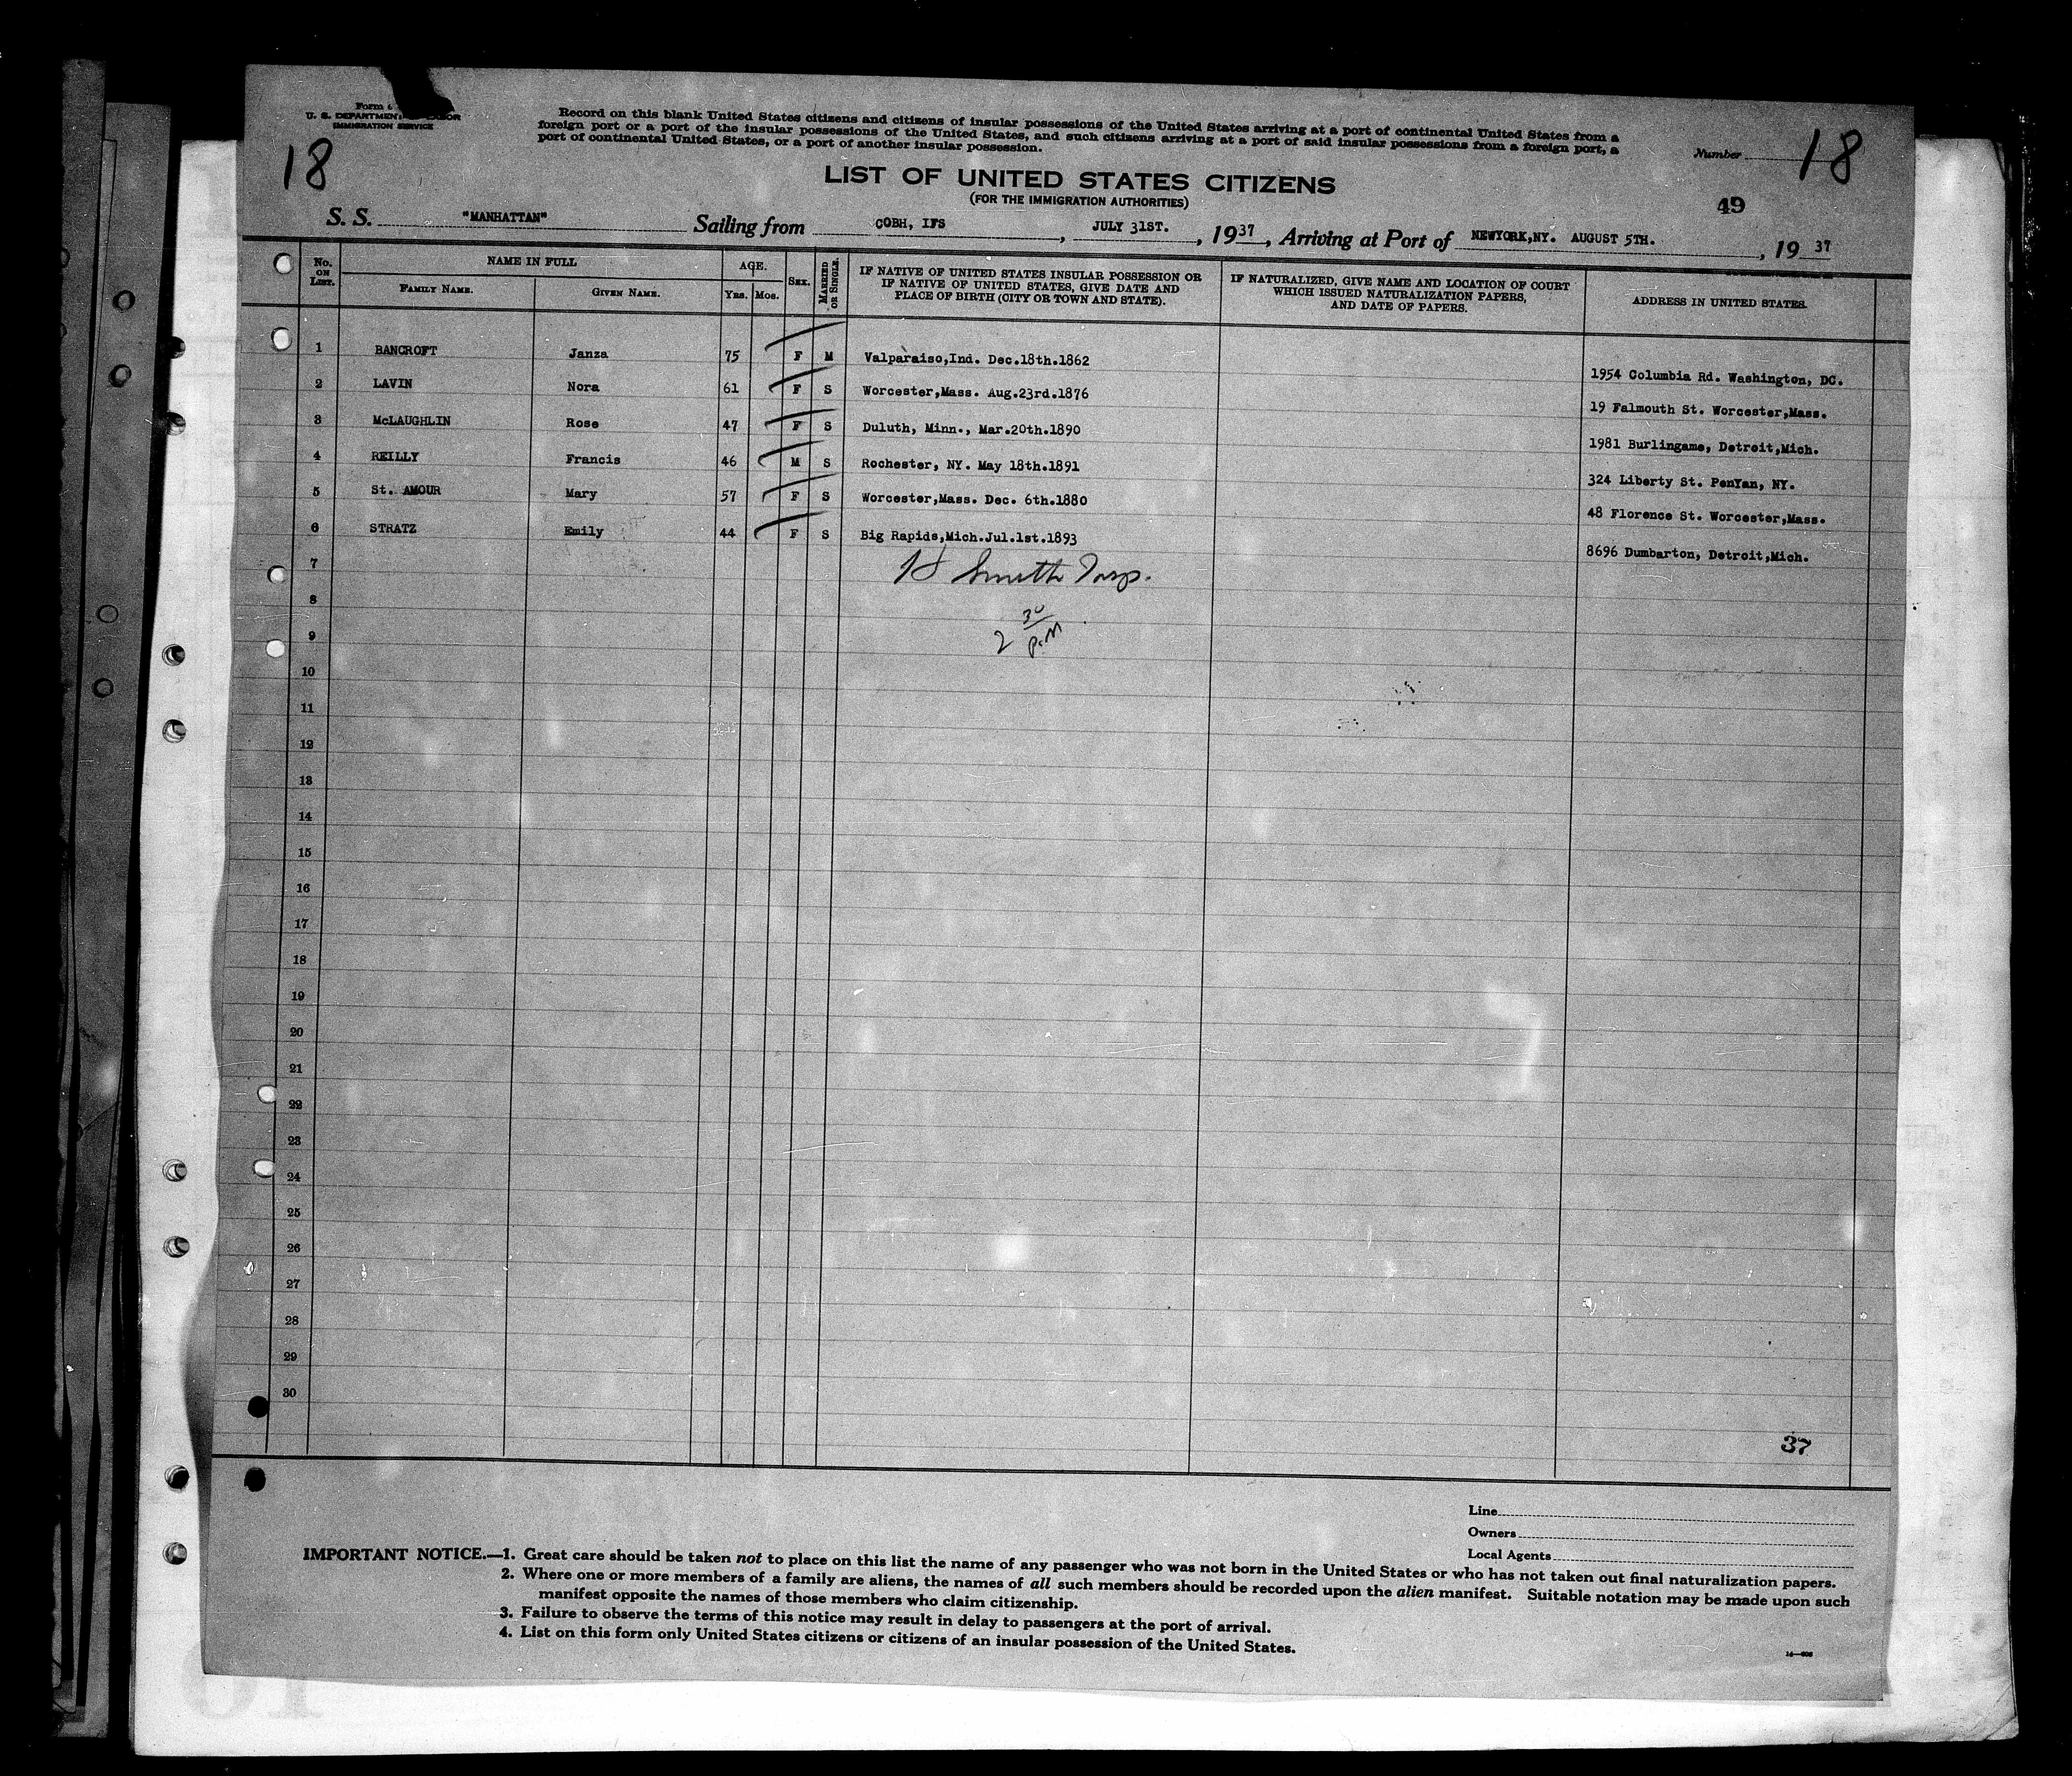 Form
U. S. DEPARTMENT LABOR
IMMIGRATION SERVICE
Record on this blank United States citizens and citizens of insular possessions of the United States arriving at a port of continental United States from a
foreign port or a port of the insular possessions of the United States, and such citizens arriving at a port of said insular possessions from a foreign port, a
port of continental United States, or a port of another insular possession.
18
Number 18
LIST OF UNITED STATES CITIZENS
(FOR THE IMMIGRATION AUTHORITIES)
49
S. S. "MANHATTAN" Sailing from COBH, IFS, JULY 31ST., 1937, Arriving at Port of NEWYORK,NY. AUGUST 5TH., 19 37
No. ON LIST. NAME IN FULL AGE. SEX. MARRIED OR SINGLE. IF NATIVE OF UNITED STATES INSULAR POSSESSION OR IF NATIVE OF UNITED STATES, GIVE DATE AND PLACE OF BIRTH (CITY OR TOWN AND STATE). IF NATURALIZED, GIVE NAME AND LOCATION OF COURT WHICH ISSUED NATURALIZATION PAPERS, AND DATE OF PAPERS. ADDRESS IN UNITED STATES.
FAMILY NAME. GIVEN NAME. YRS. MOS.
1 BANCROFT Janza 75 F M Valparaiso,Ind. Dec.18th.1862 1954 Columbia Rd. Washington, DC.
2 LAVIN Nora 61 F S Worcester,Mass. Aug.23rd.1876 19 Falmouth St. Worcester,Mass.
3 McLAUGHLIN Rose 47 F S Duluth, Minn., Mar.20th.1890 1981 Burlingame, Detroit,Mich.
4 REILLY Francis 46 M S Rochester, NY. May 18th.1891 324 Liberty St. PenYan, NY.
5 St. AMOUR Mary 57 F S Worcester,Mass. Dec. 6th.1880 48 Florence St. Worcester,Mass.
6 STRATZ Emily 44 F S Big Rapids,Mich.Jul.1st.1893 8696 Dumbarton, Detroit,Mich.
7 Smith Insp.
8
2 30 P.M
9
10
11
12
13
14
15
16
17
18
19
20
21
22
23
24
25
26
27
28
29
30
37
Line
Owners
Local Agents
IMPORTANT NOTICE.—1. Great care should be taken not to place on this list the name of any passenger who was not born in the United States or who has not taken out final naturalization papers.
2. Where one or more members of a family are aliens, the names of all such members should be recorded upon the alien manifest. Suitable notation may be made upon such
manifest opposite the names of those members who claim citizenship.
3. Failure to observe the terms of this notice may result in delay to passengers at the port of arrival.
4. List on this form only United States citizens or citizens of an insular possession of the United States.